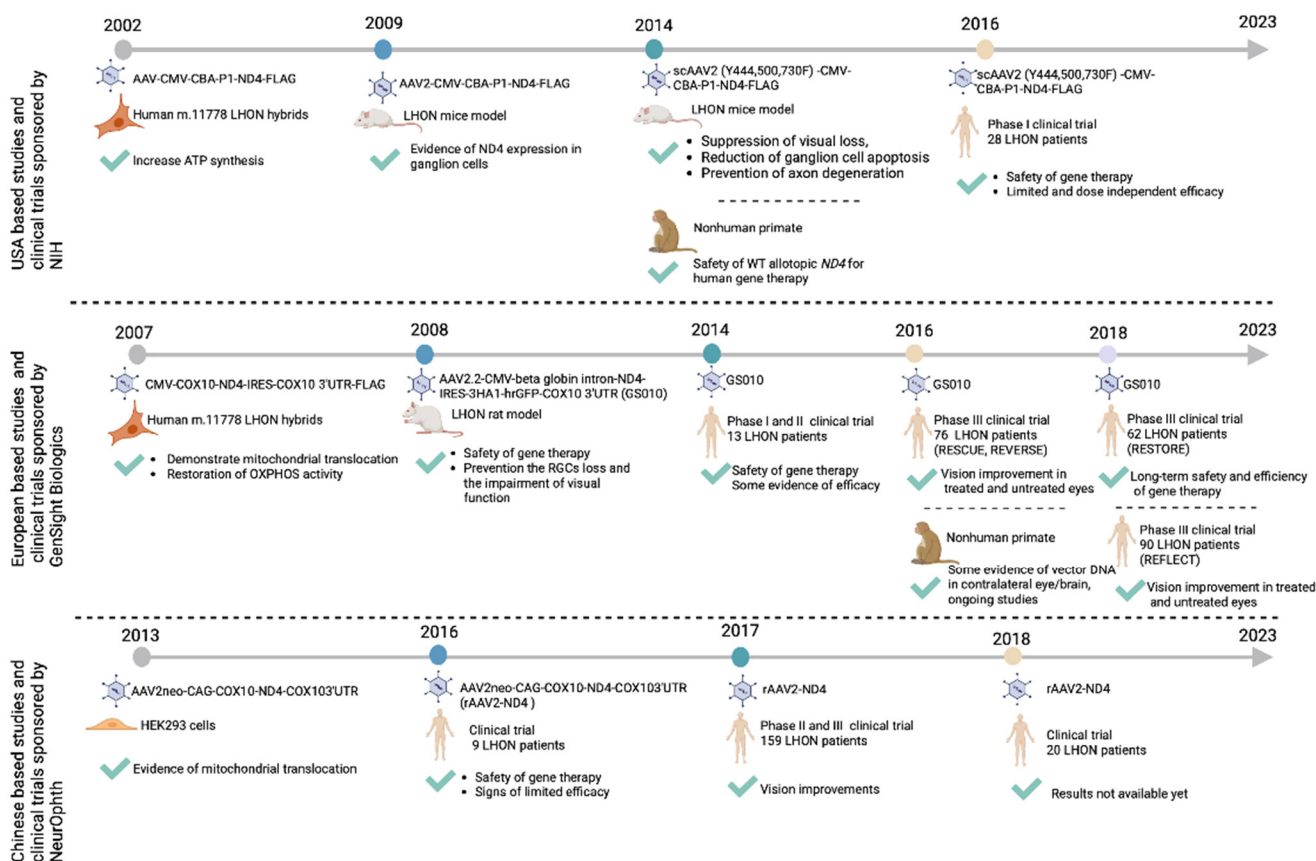 USA based studies and
clinical trials sponsored by
NIH
2002
AAV-CMV-CBA-P1-ND4-FLAG
Human m.11778 LHON hybrids
Increase ATP synthesis
2009
AAV2-CMV-CBA-P1-ND4-FLAG
LHON mice model
Evidence of ND4 expression in
ganglion cells
2014
scAAV2 (Y444,500,730F) -CMV-
CBA-P1-ND4-FLAG
LHON mice model
• Suppression of visual loss,
• Reduction of ganglion cell apoptosis
• Prevention of axon degeneration
Nonhuman primate
Safety of WT allotopic ND4 for
human gene therapy
2016
scAAV2 (Y444,500,730F) -CMV-
CBA-P1-ND4-FLAG
Phase I clinical trial
28 LHON patients
• Safety of gene therapy
• Limited and dose independent efficacy
2023
European based studies and
clinical trials sponsored by
GenSight Biologics
2007
CMV-COX10-ND4-IRES-COX10 3'UTR-FLAG
Human m.11778 LHON hybrids
• Demonstrate mitochondrial translocation
• Restoration of OXPHOS activity
2008
AAV2.2-CMV-beta globin intron-ND4-
IRES-3HA1-hrGFP-COX10 3'UTR (GS010)
LHON rat model
• Safety of gene therapy
• Prevention the RGCs loss and
the impairment of visual
function
2014
GS010
Phase I and II clinical trial
13 LHON patients
Safety of gene therapy
Some evidence of efficacy
2016
GS010
Phase III clinical trial
76 LHON patients
(RESCUE, REVERSE)
Vision improvement in
treated and untreated eyes
Nonhuman primate
Some evidence of vector DNA
in contralateral eye/brain,
ongoing studies
2018
GS010
Phase III clinical trial
62 LHON patients
(RESTORE)
Long-term safety and efficiency
of gene therapy
Phase III clinical trial
90 LHON patients
(REFLECT)
Vision improvement in treated
and untreated eyes
2023
Chinese based studies and
clinical trials sponsored by
NeurOphth
2013
AAV2neo-CAG-COX10-ND4-COX103'UTR
HEK293 cells
Evidence of mitochondrial translocation
2016
AAV2neo-CAG-COX10-ND4-COX103'UTR
(rAAV2-ND4 )
Clinical trial
9 LHON patients
• Safety of gene therapy
• Signs of limited efficacy
2017
rAAV2-ND4
Phase II and III clinical trial
159 LHON patients
Vision improvements
2018
rAAV2-ND4
Clinical trial
20 LHON patients
Results not available yet
2023